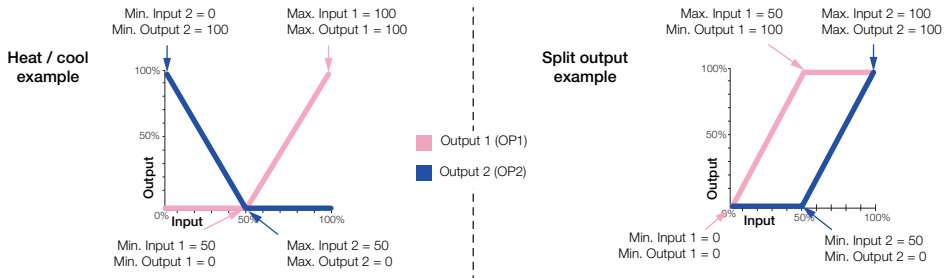 Min. Input 2 = 0
Min. Output 2 = 100
Max. Input 1 = 100
Max. Output 1 = 100
Heat / cool
example
100%
50%
Output
0%
Input
50%
100%
Min. Input 1 = 50
Min. Output 1 = 0
Max. Input 2 = 50
Max. Output 2 = 0
Output 1 (OP1)
Output 2 (OP2)
Max. Input 1 = 50
Min. Output 1 = 100
Max. Input 2 = 100
Max. Output 2 = 100
Split output
example
100%
50%
Output
0%
Input
50%
100%
Min. Input 1 = 0
Min. Output 1 = 0
Min. Input 2 = 50
Min. Output 2 = 0